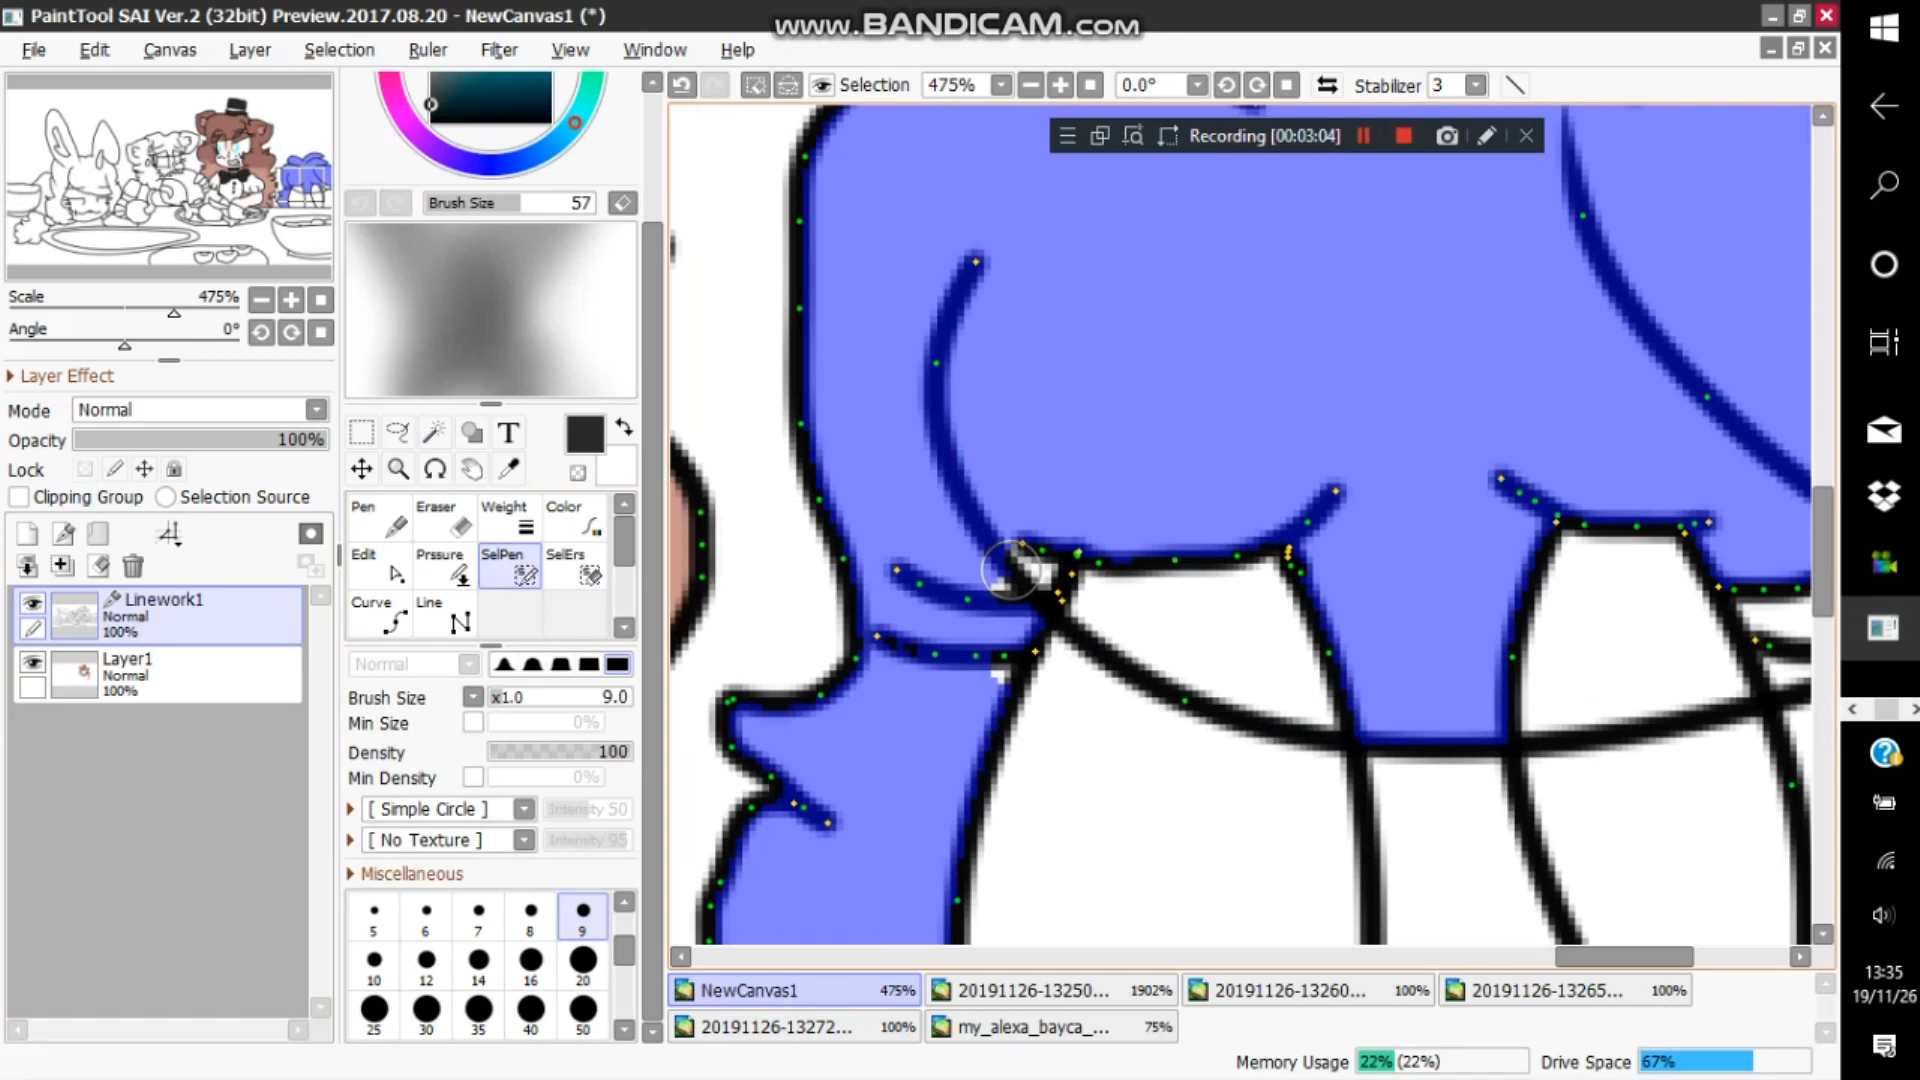 PaintTool SAI Ver.2 (32bit) Preview.2017.08.20 - NewCanvas1 (*)
www.BANDICAM.com
File Edit Canvas Layer Selection Ruler Filter View Window Help
Selection 475% 0.0° Stabilizer 3
Recording [00:03:04]
Brush Size 57
Scale 475%
Angle 0°
Layer Effect
Mode Normal
Opacity 100%
Lock
Clipping Group Selection Source
Linework1
Normal
100%
Layer1
Normal
100%
T
Pen Eraser Weight Color
Edit Prssure SelPen SelErs
Curve Line
Normal
Brush Size x1.0 9.0
Min Size 0%
Density 100
Min Density 0%
[ Simple Circle ] Intensity 50
[ No Texture ] Intensity 95
Miscellaneous
5 6 7 8 9
10 12 14 16 20
25 30 35 40 50
NewCanvas1 475% 20191126-13250... 1902% 20191126-13260... 100% 20191126-13265... 100%
20191126-13272... 100% my_alexa_bayca_... 75%
Memory Usage 22% (22%) Drive Space 67%
13:35
19/11/26